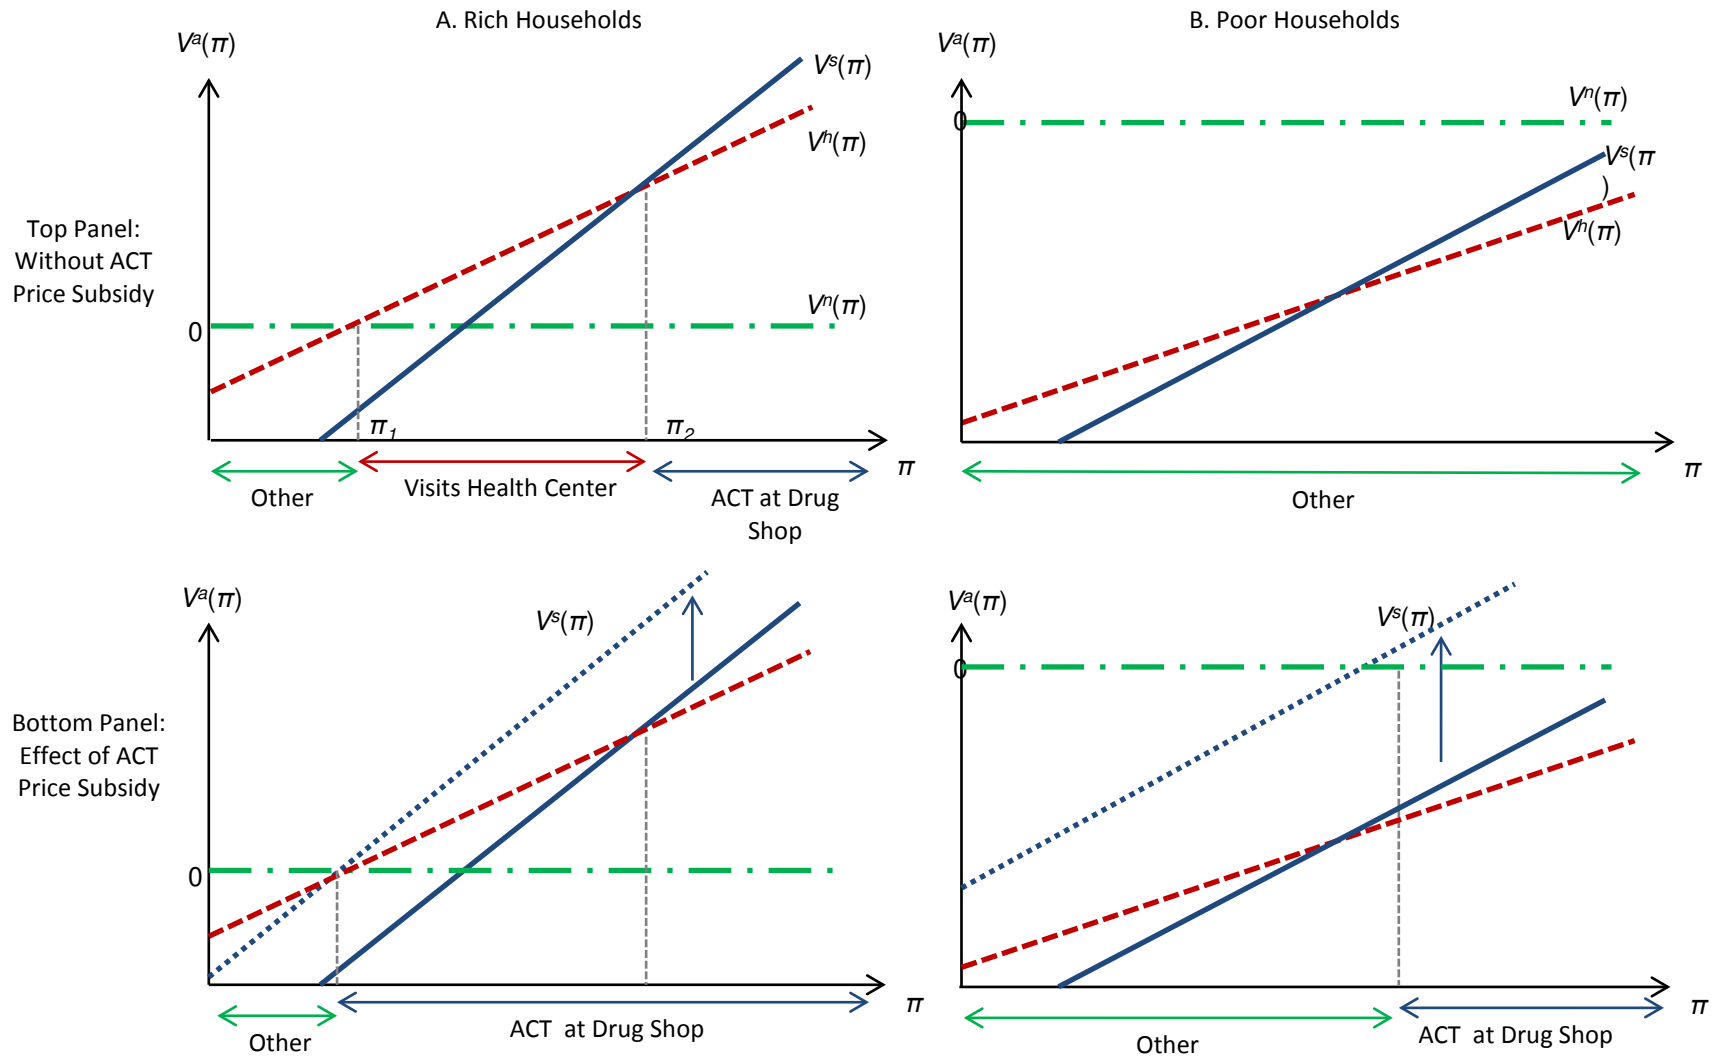 A. Rich Households
B. Poor Households
Vᵃ(π)
Vˢ(π)
Vʰ(π)
Top Panel:
Without ACT
Price Subsidy
Vⁿ(π)
0
π₁
π₂
π
Other
Visits Health Center
ACT at Drug
Shop
Vᵃ(π)
0
Vⁿ(π)
Vˢ(π
)
Vʰ(π)
π
Other
Vᵃ(π)
Vˢ(π)
Bottom Panel:
Effect of ACT
Price Subsidy
0
π
Other
ACT at Drug Shop
Vᵃ(π)
Vˢ(π)
0
π
Other
ACT at Drug Shop